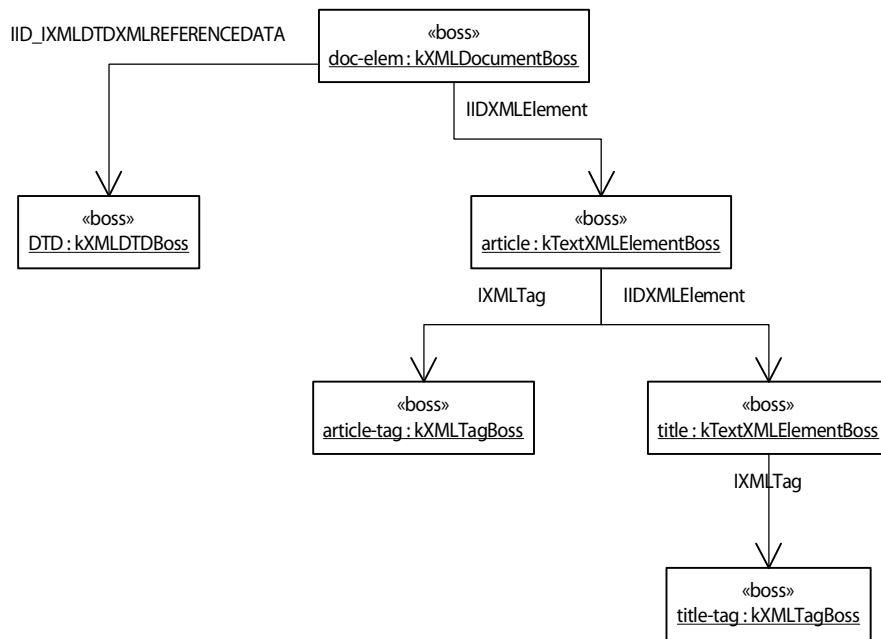 IID_IXMLDTDXMLREFERENCEDATA
«boss»
doc-elem : kXMLDocumentBoss
IIDXMLElement
«boss»
DTD : kXMLDTDBoss
«boss»
article : kTextXMLElementBoss
IXMLTag
IIDXMLElement
«boss»
article-tag : kXMLTagBoss
«boss»
title : kTextXMLElementBoss
IXMLTag
«boss»
title-tag : kXMLTagBoss